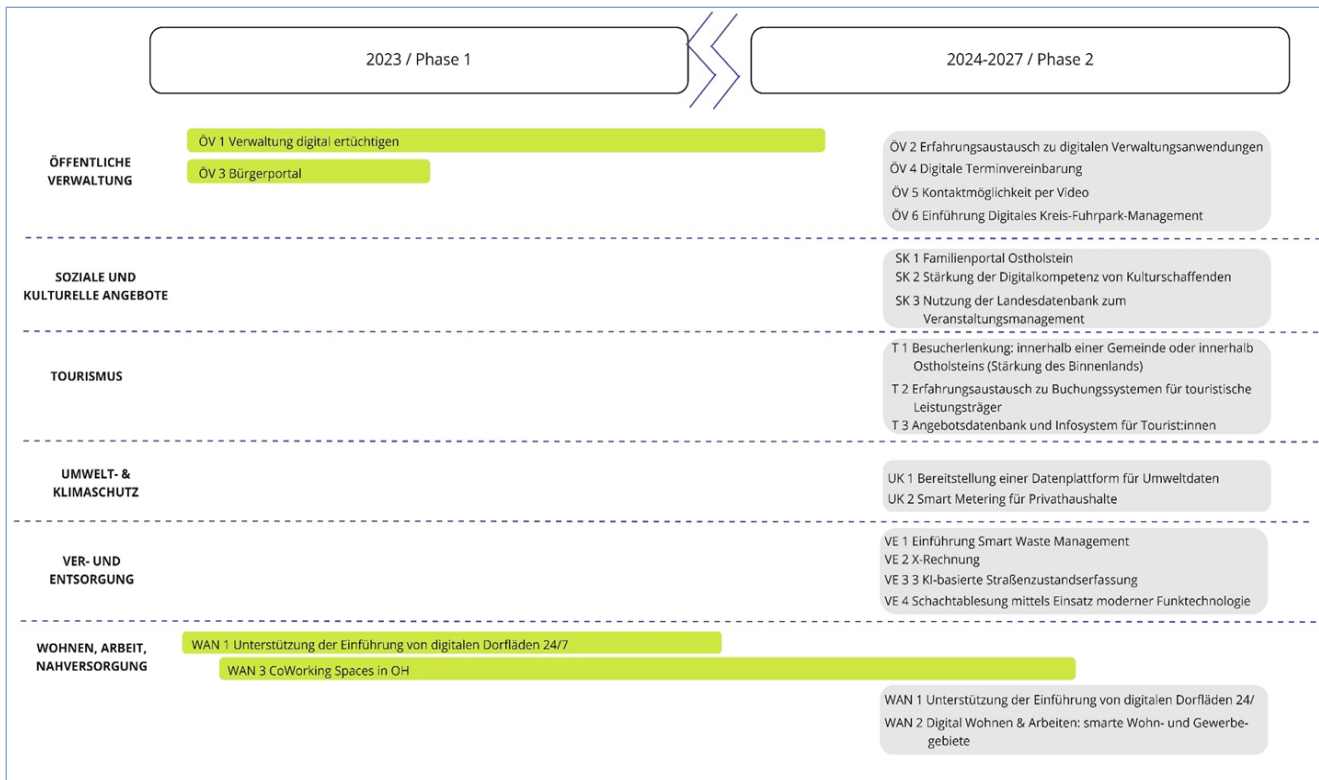 2023 / Phase 1
2024-2027 / Phase 2
ÖFFENTLICHE
VERWALTUNG
ÖV 1 Verwaltung digital ertüchtigen
ÖV 3 Bürgerportal
ÖV 2 Erfahrungsaustausch zu digitalen Verwaltungsanwendungen
ÖV 4 Digitale Terminvereinbarung
ÖV 5 Kontaktmöglichkeit per Video
ÖV 6 Einführung Digitales Kreis-Fuhrpark-Management
SOZIALE UND
KULTURELLE ANGEBOTE
SK 1 Familienportal Ostholstein
SK 2 Stärkung der Digitalkompetenz von Kulturschaffenden
SK 3 Nutzung der Landesdatenbank zum
Veranstaltungsmanagement
TOURISMUS
T 1 Besucherlenkung: innerhalb einer Gemeinde oder innerhalb
Ostholsteins (Stärkung des Binnenlands)
T 2 Erfahrungsaustausch zu Buchungssystemen für touristische
Leistungsträger
T 3 Angebotsdatenbank und Infosystem für Tourist:innen
UMWELT- &
KLIMASCHUTZ
UK 1 Bereitstellung einer Datenplattform für Umweltdaten
UK 2 Smart Metering für Privathaushalte
VER- UND
ENTSORGUNG
VE 1 Einführung Smart Waste Management
VE 2 X-Rechnung
VE 3 3 KI-basierte Straßenzustandserfassung
VE 4 Schachtablesung mittels Einsatz moderner Funktechnologie
WOHNEN, ARBEIT,
NAHVERSORGUNG
WAN 1 Unterstützung der Einführung von digitalen Dorfläden 24/7
WAN 3 CoWorking Spaces in OH
WAN 1 Unterstützung der Einführung von digitalen Dorfläden 24/
WAN 2 Digital Wohnen & Arbeiten: smarte Wohn- und Gewerbe-
gebiete